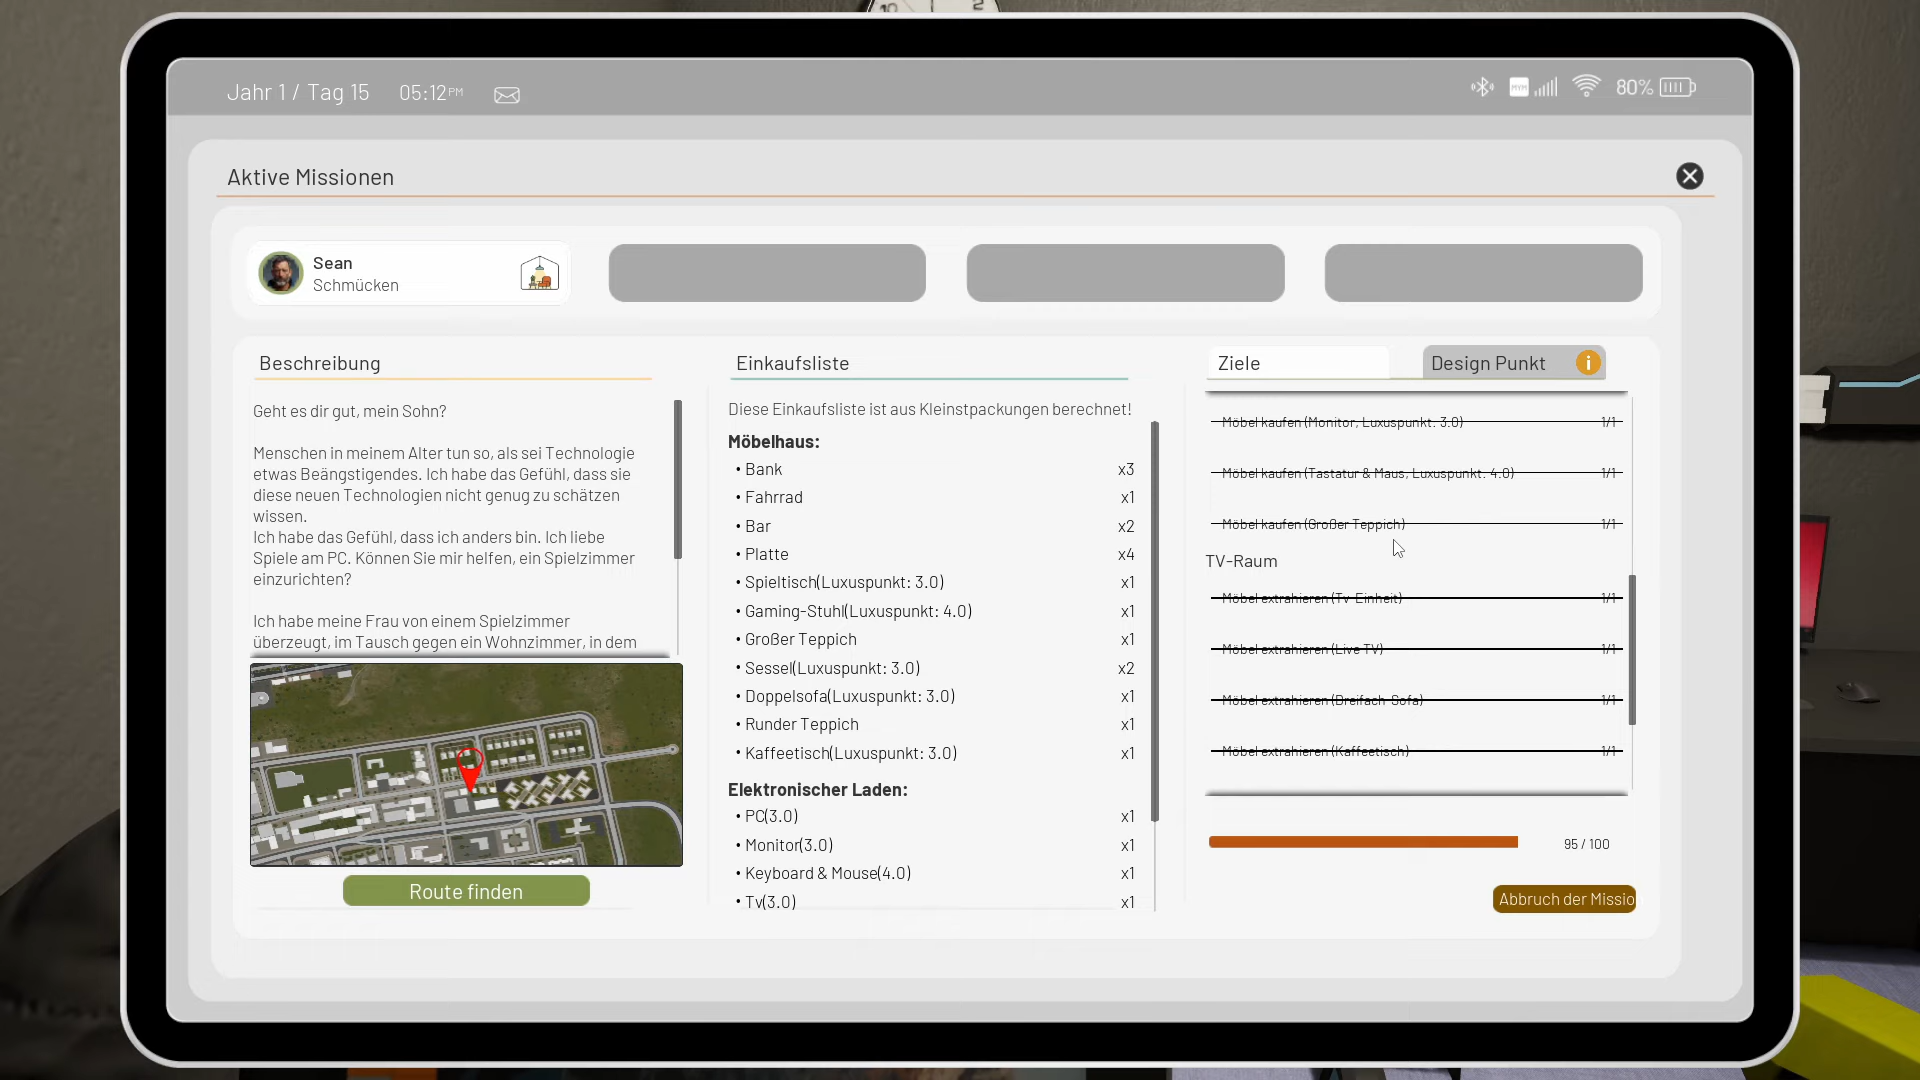 10 2
Jahr 1 / Tag 15 05:12 PM
MYM 80%
Aktive Missionen
Sean
Schmücken
Beschreibung
Geht es dir gut, mein Sohn?
Menschen in meinem Alter tun so, als sei Technologie
etwas Beängstigendes. Ich habe das Gefühl, dass sie
diese neuen Technologien nicht genug zu schätzen
wissen.
Ich habe das Gefühl, dass ich anders bin. Ich liebe
Spiele am PC. Können Sie mir helfen, ein Spielzimmer
einzurichten?
Ich habe meine Frau von einem Spielzimmer
überzeugt, im Tausch gegen ein Wohnzimmer, in dem
Route finden
Einkaufsliste
Diese Einkaufsliste ist aus Kleinstpackungen berechnet!
Möbelhaus:
• Bank x3
• Fahrrad x1
• Bar x2
• Platte x4
• Spieltisch(Luxuspunkt: 3.0) x1
• Gaming-Stuhl(Luxuspunkt: 4.0) x1
• Großer Teppich x1
• Sessel(Luxuspunkt: 3.0) x2
• Doppelsofa(Luxuspunkt: 3.0) x1
• Runder Teppich x1
• Kaffeetisch(Luxuspunkt: 3.0) x1
Elektronischer Laden:
• PC(3.0) x1
• Monitor(3.0) x1
• Keyboard & Mouse(4.0) x1
• Tv(3.0) x1
Ziele
Design Punkt i
Möbel kaufen (Monitor, Luxuspunkt: 3.0) 1/1
Möbel kaufen (Tastatur & Maus, Luxuspunkt: 4.0) 1/1
Möbel kaufen (Großer Teppich) 1/1
TV-Raum
Möbel extrahieren (Tv-Einheit) 1/1
Möbel extrahieren (Live TV) 1/1
Möbel extrahieren (Dreifach-Sofa) 1/1
Möbel extrahieren (Kaffeetisch) 1/1
95 / 100
Abbruch der Missio